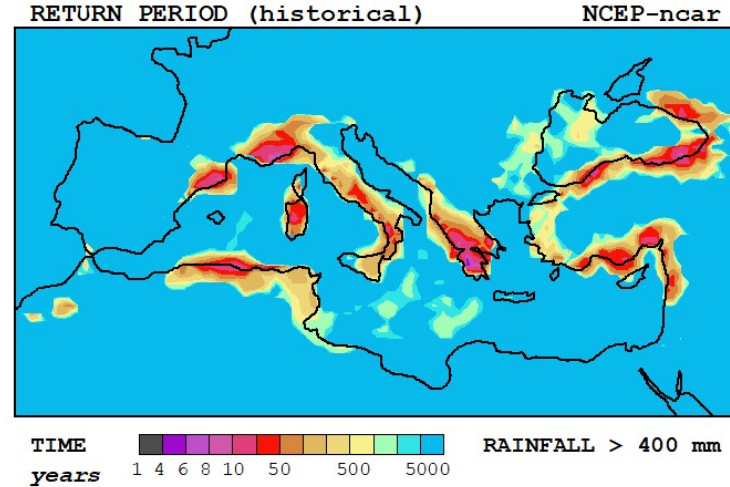 RETURN PERIOD (historical) NCEP-ncar
TIME RAINFALL > 400 mm
years 1 4 6 8 10 50 500 5000